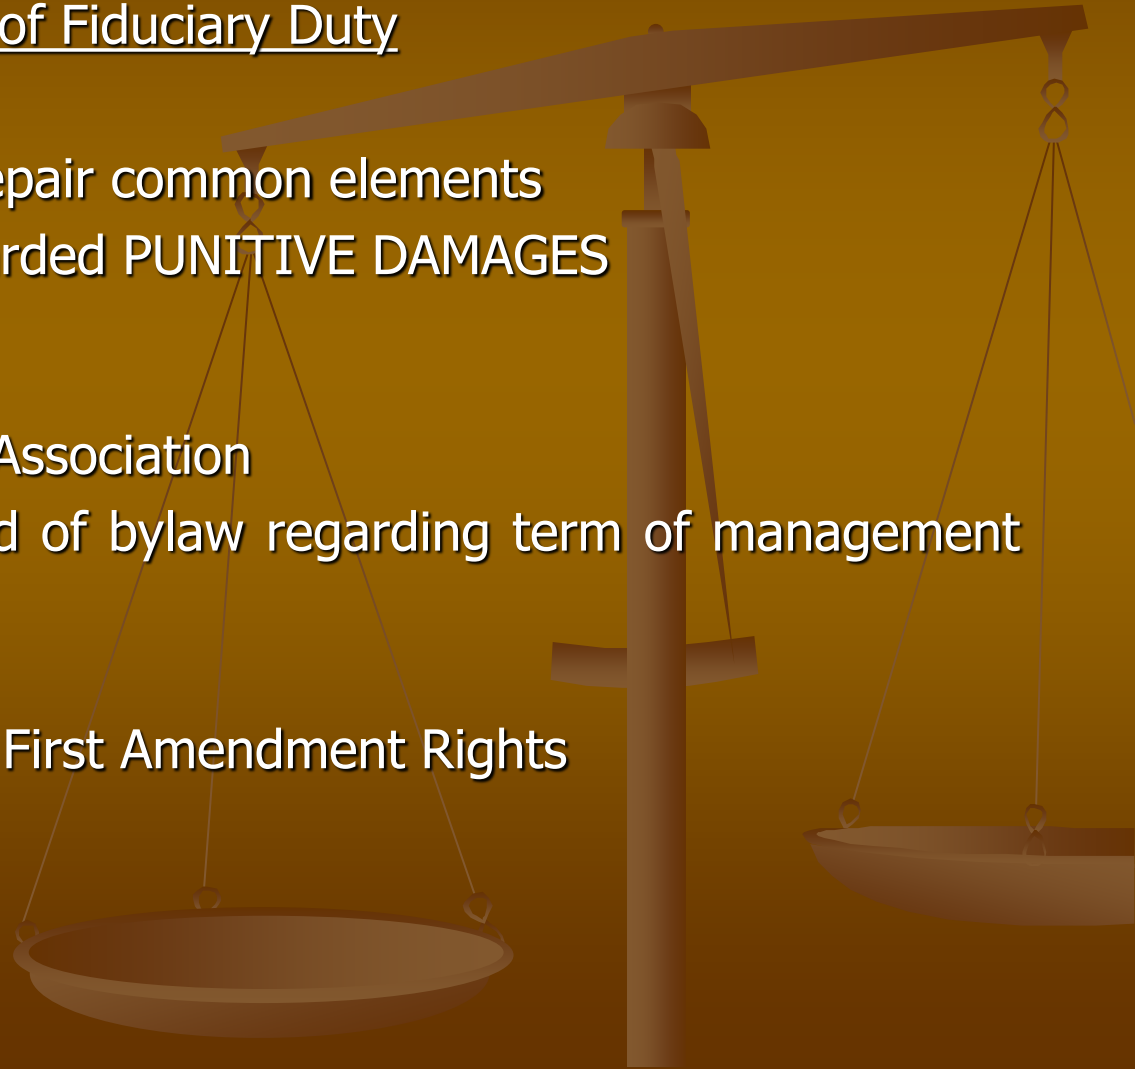 of Fiduciary Duty
epair common elements
rded PUNITIVE DAMAGES
Association
d of bylaw regarding term of management
First Amendment Rights